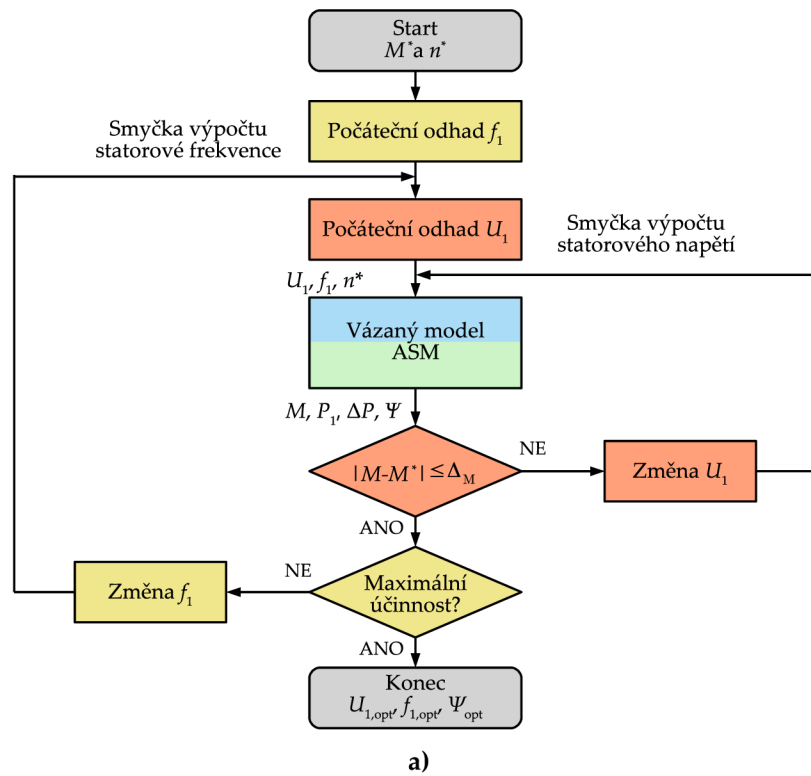 Start
M* a n*
Počáteční odhad f₁
Smyčka výpočtu
statorové frekvence
Počáteční odhad U₁
Smyčka výpočtu
statorového napětí
U₁, f₁, n*
Vázaný model
ASM
M, P₁, ΔP, Ψ
|M-M*| ≤ Δ_M
NE
Změna U₁
ANO
Maximální
účinnost?
NE
Změna f₁
ANO
Konec
U₁,opt, f₁,opt, Ψopt
a)